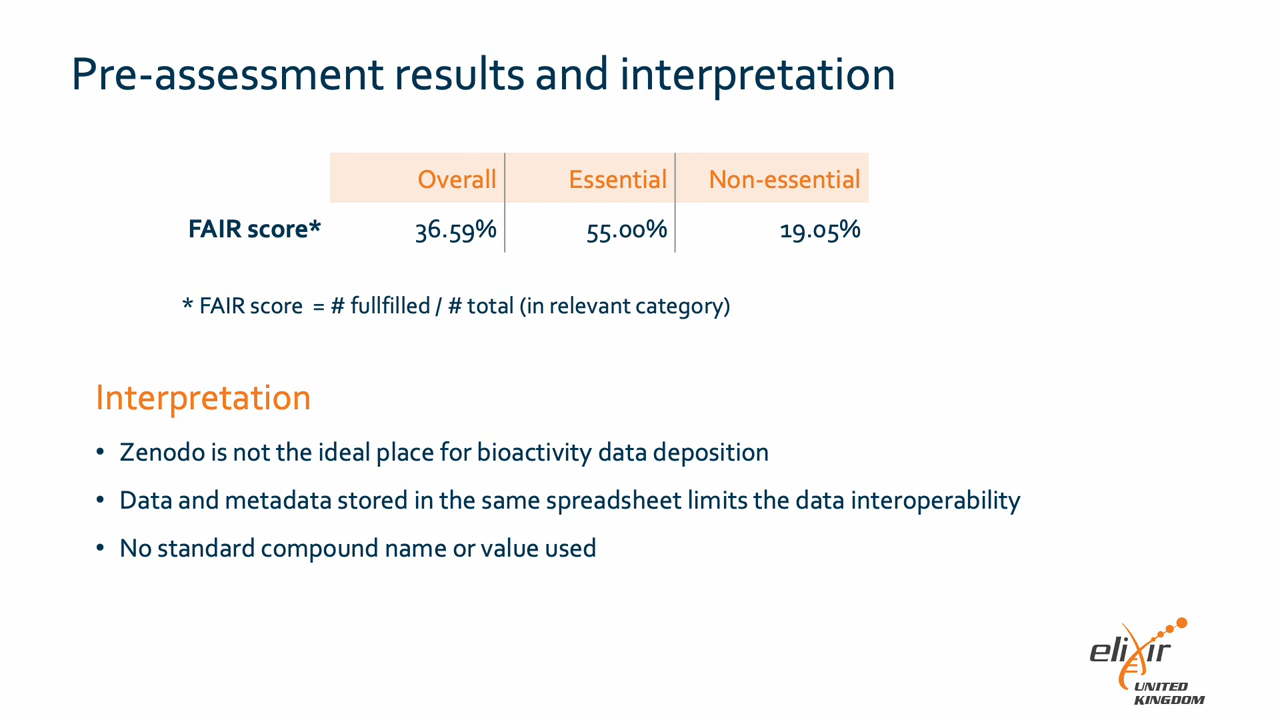 Pre-assessment results and interpretation
Overall Essential Non-essential
FAIR score* 36.59% 55.00% 19.05%
* FAIR score = # fullfilled / # total (in relevant category)
Interpretation
• Zenodo is not the ideal place for bioactivity data deposition
• Data and metadata stored in the same spreadsheet limits the data interoperability
• No standard compound name or value used
elixir
UNITED
KINGDOM